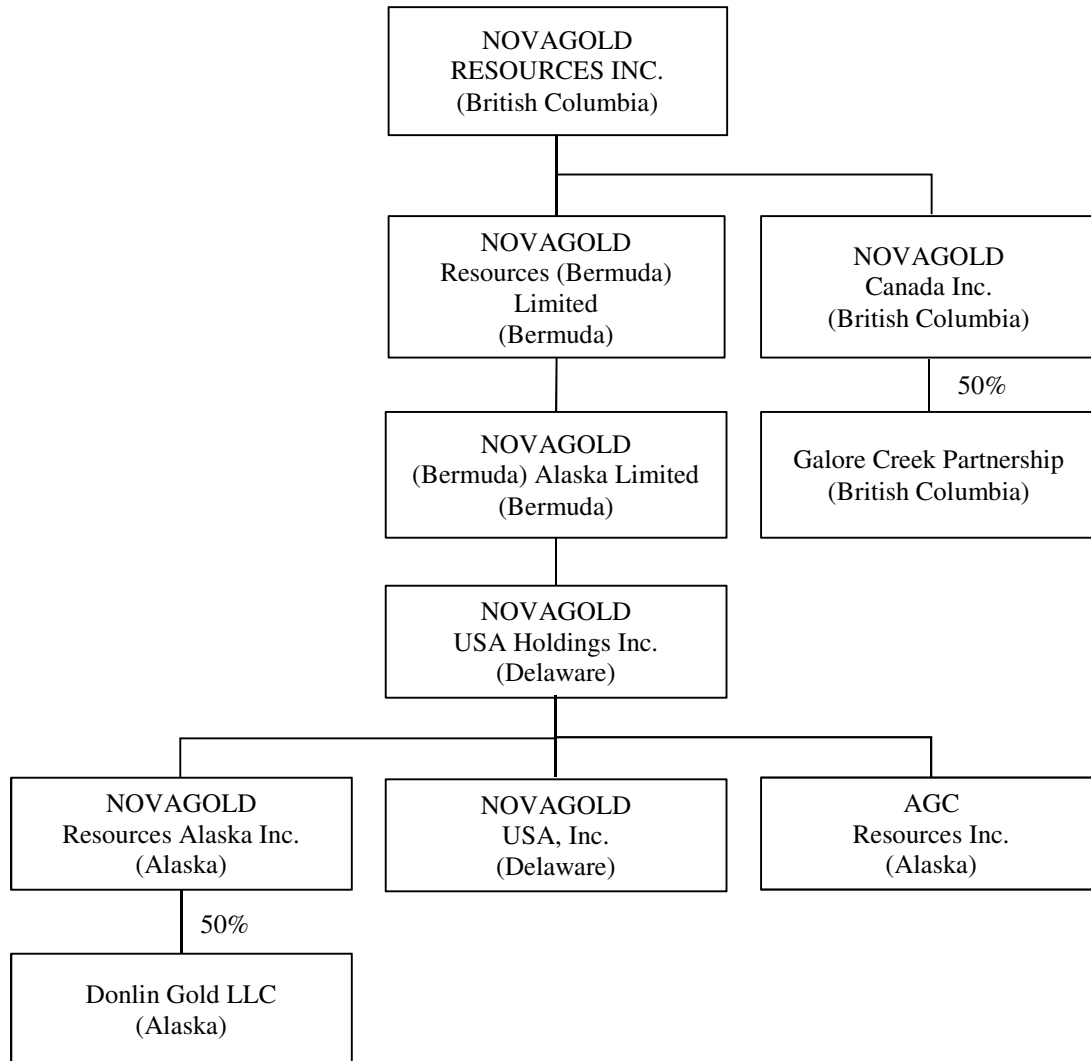 NOVAGOLD
RESOURCES INC.
(British Columbia)
NOVAGOLD
Resources (Bermuda)
Limited
(Bermuda)
NOVAGOLD
Canada Inc.
(British Columbia)
50%
NOVAGOLD
(Bermuda) Alaska Limited
(Bermuda)
Galore Creek Partnership
(British Columbia)
NOVAGOLD
USA Holdings Inc.
(Delaware)
NOVAGOLD
Resources Alaska Inc.
(Alaska)
NOVAGOLD
USA, Inc.
(Delaware)
AGC
Resources Inc.
(Alaska)
50%
Donlin Gold LLC
(Alaska)